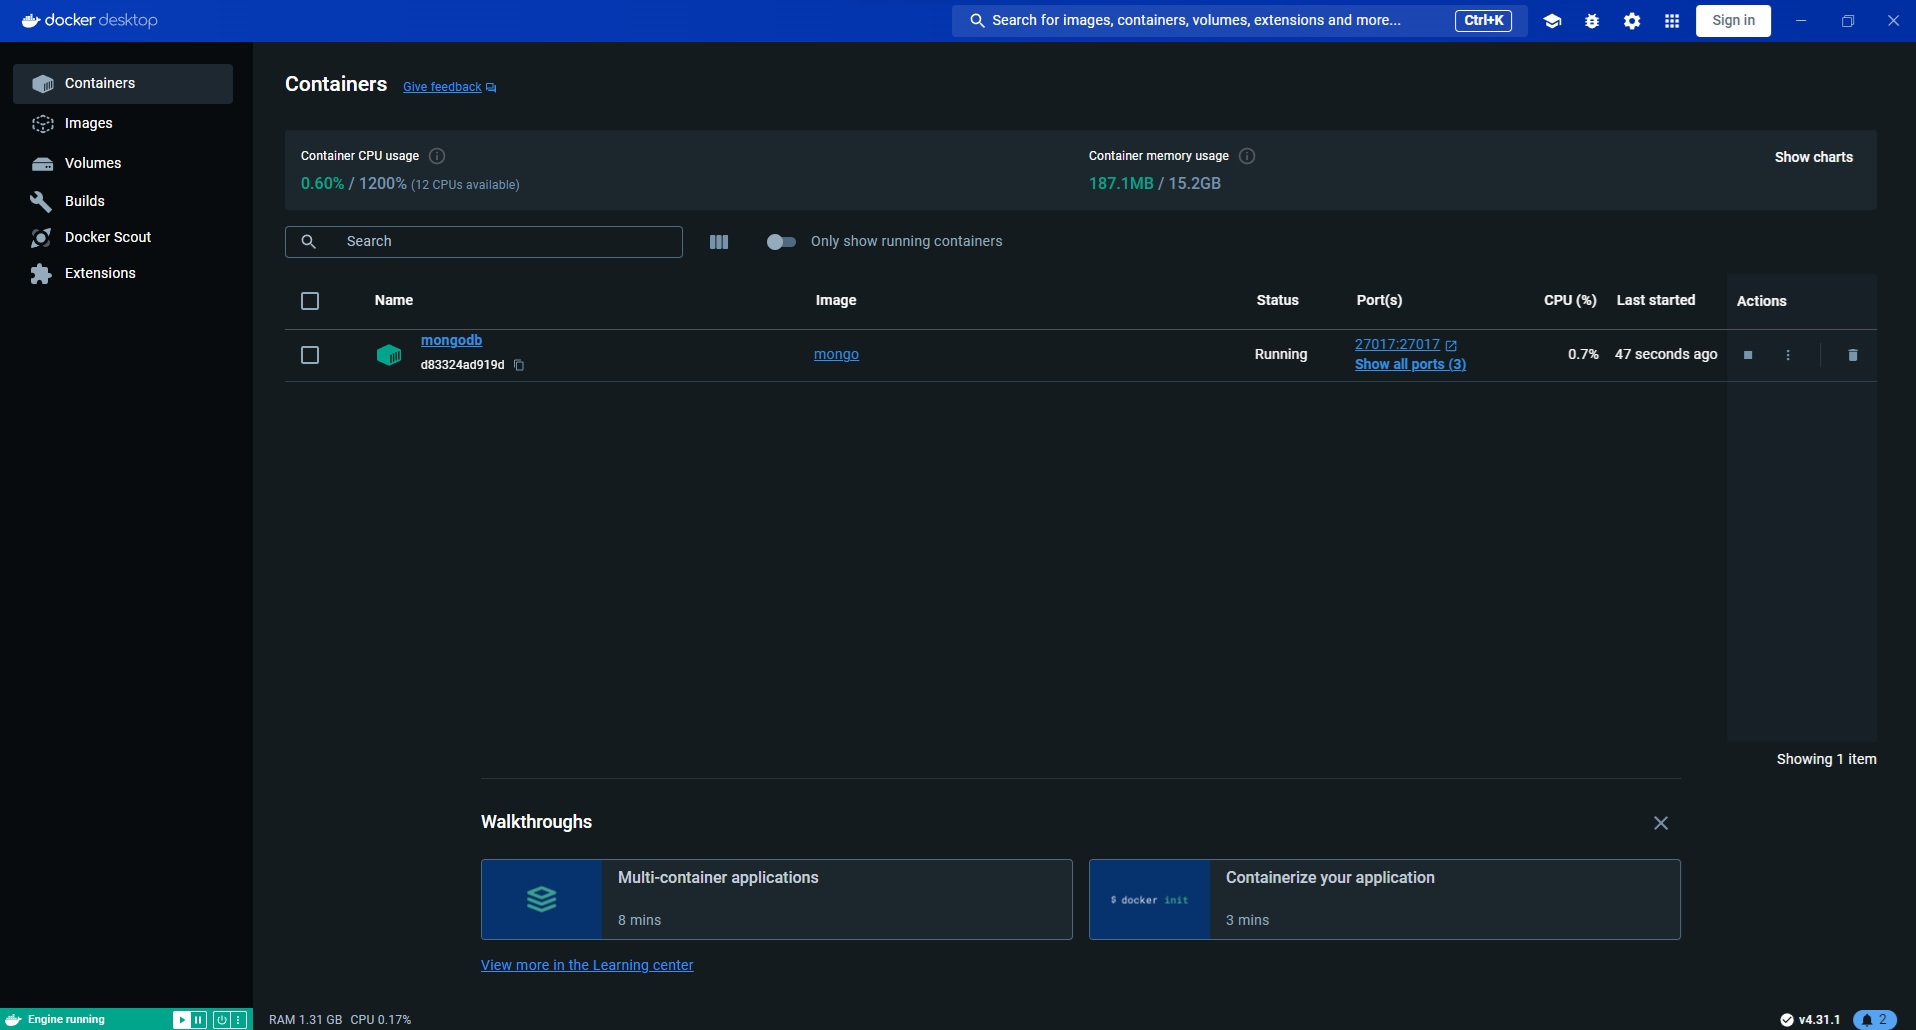 docker desktop
Search for images, containers, volumes, extensions and more...
Ctrl+K
Sign in
Containers
Images
Volumes
Builds
Docker Scout
Extensions
Containers
Give feedback
Container CPU usage
0.60% / 1200% (12 CPUs available)
Container memory usage
187.1MB / 15.2GB
Show charts
Search
Only show running containers
Name
Image
Status
Port(s)
CPU (%)
Last started
Actions
mongodb
d83324ad919d
mongo
Running
27017:27017
Show all ports (3)
0.7%
47 seconds ago
Showing 1 item
Walkthroughs
Multi-container applications
8 mins
$ docker init
Containerize your application
3 mins
View more in the Learning center
Engine running
RAM 1.31 GB CPU 0.17%
v4.31.1
2